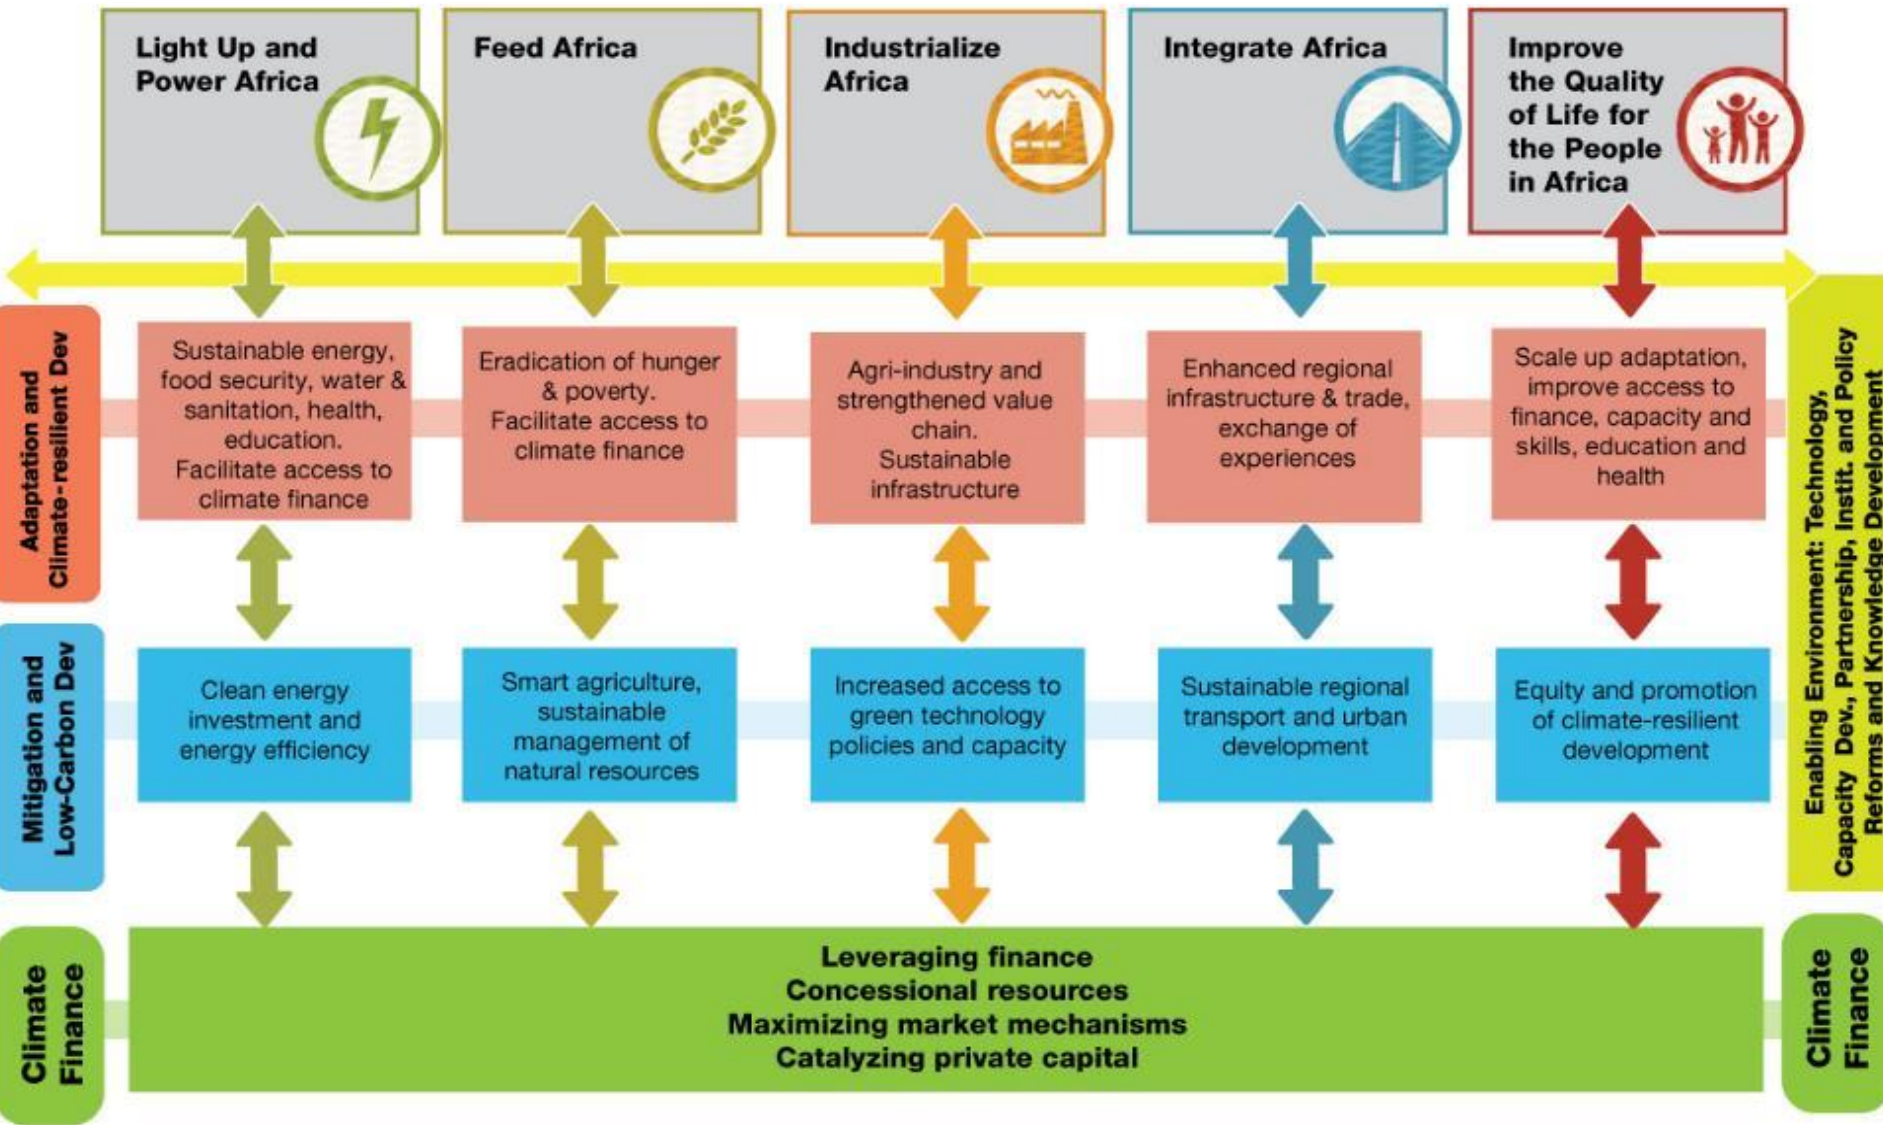 Light Up and
Power Africa
Feed Africa
Industrialize
Africa
Integrate Africa
Improve
the Quality
of Life for
the People
in Africa
Adaptation and
Climate-resilient Dev
Sustainable energy,
food security, water &
sanitation, health,
education.
Facilitate access to
climate finance
Eradication of hunger
& poverty.
Facilitate access to
climate finance
Agri-industry and
strengthened value
chain.
Sustainable
infrastructure
Enhanced regional
infrastructure & trade,
exchange of
experiences
Scale up adaptation,
improve access to
finance, capacity and
skills, education and
health
Mitigation and
Low-Carbon Dev
Clean energy
investment and
energy efficiency
Smart agriculture,
sustainable
management of
natural resources
Increased access to
green technology
policies and capacity
Sustainable regional
transport and urban
development
Equity and promotion
of climate-resilient
development
Enabling Environment: Technology,
Capacity Dev., Partnership, Instit. and Policy
Reforms and Knowledge Development
Climate
Finance
Leveraging finance
Concessional resources
Maximizing market mechanisms
Catalyzing private capital
Climate
Finance